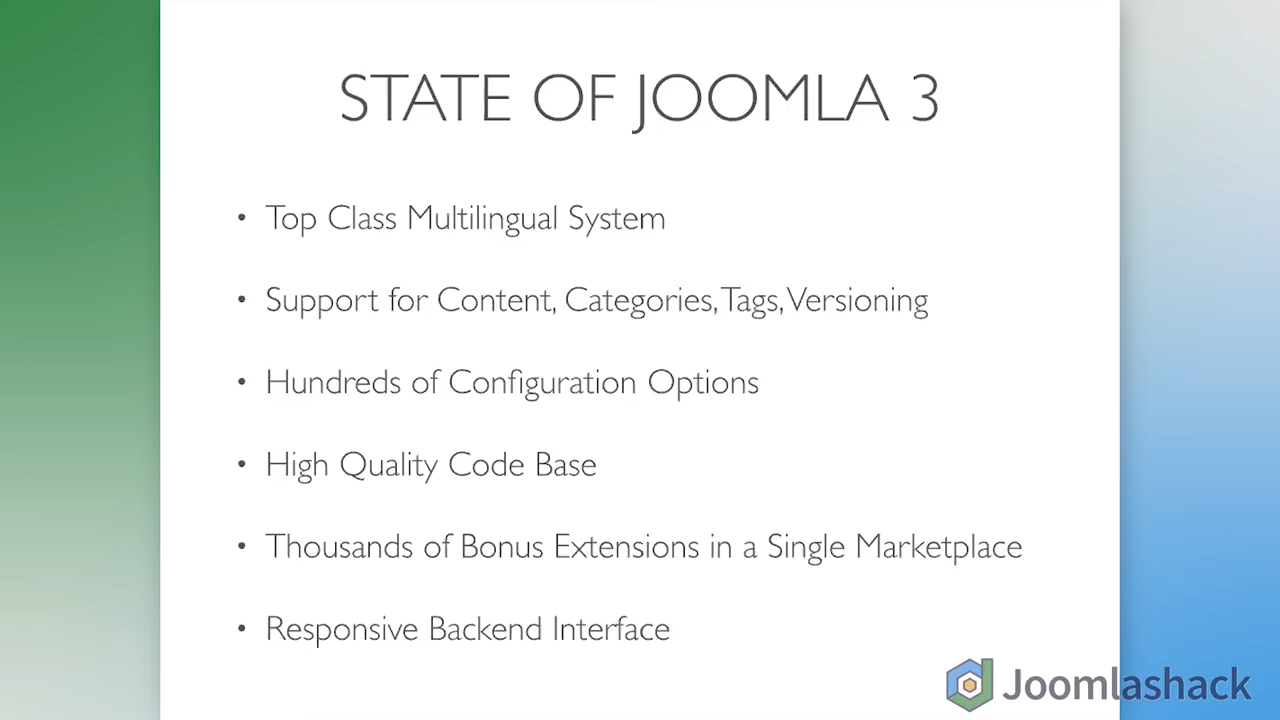 STATE OF JOOMLA 3
• Top Class Multilingual System
• Support for Content, Categories, Tags, Versioning
• Hundreds of Configuration Options
• High Quality Code Base
• Thousands of Bonus Extensions in a Single Marketplace
• Responsive Backend Interface
Joomlashack